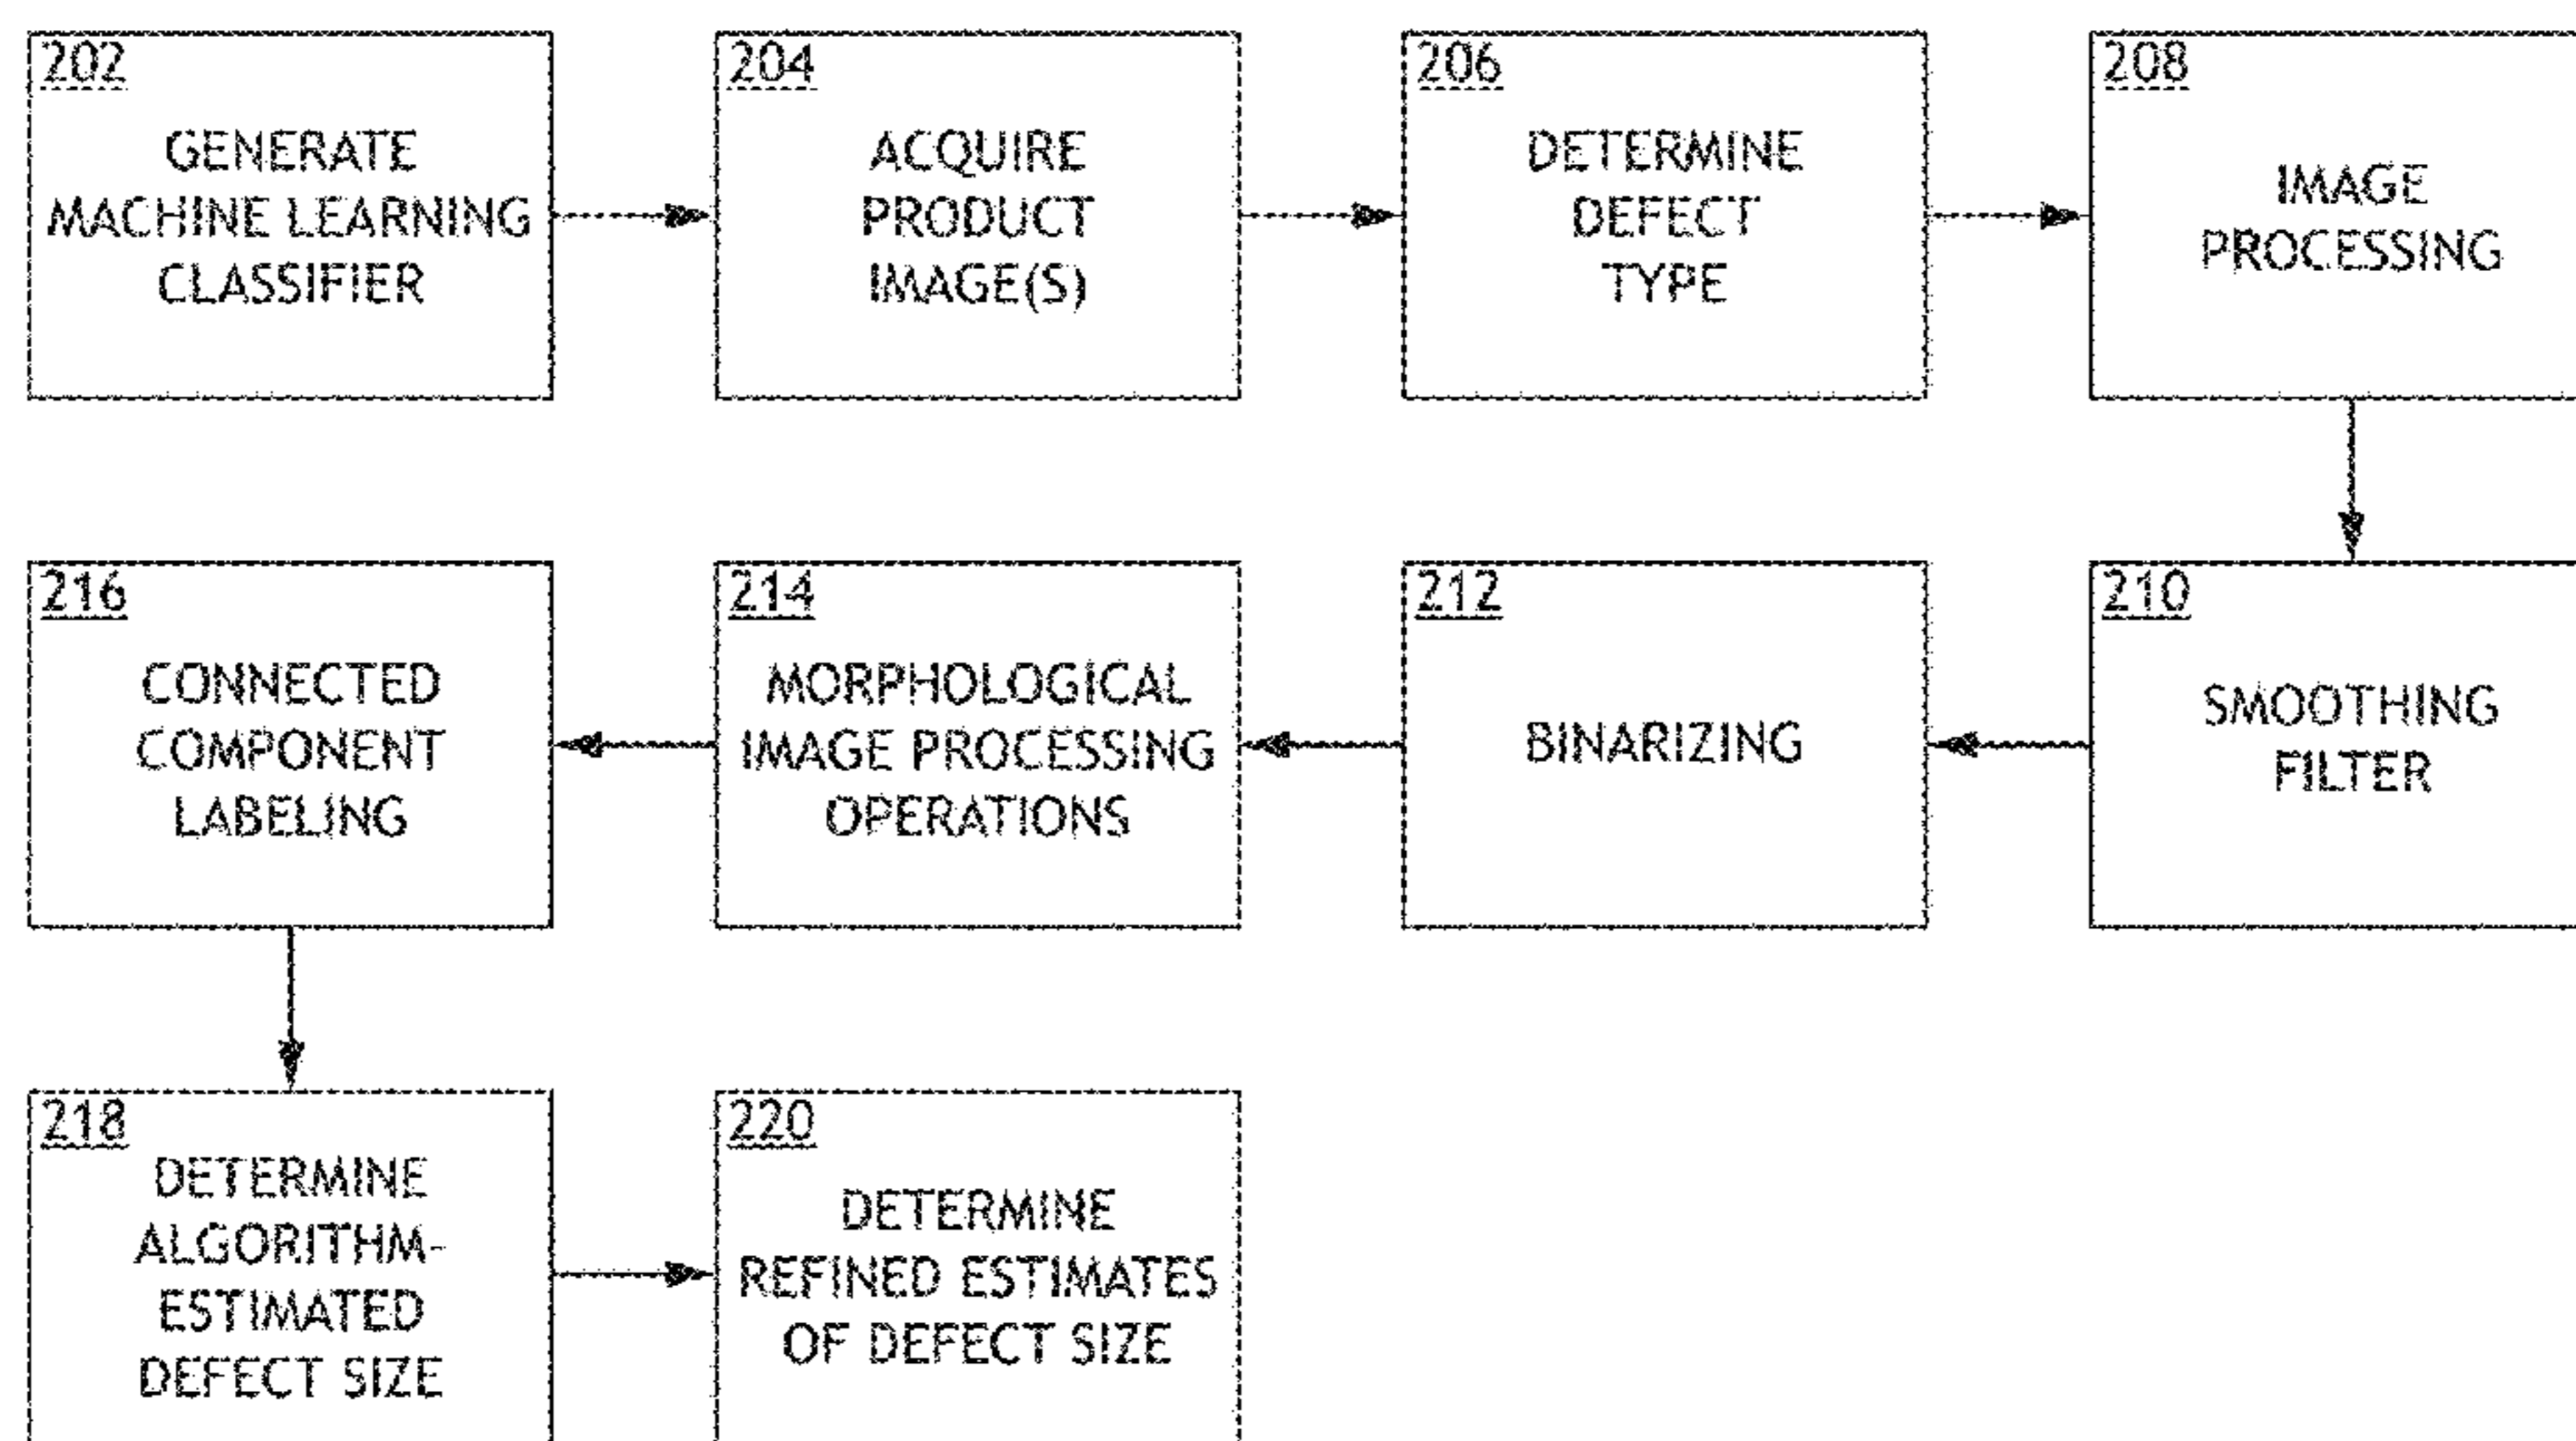 202
GENERATE
MACHINE LEARNING
CLASSIFIER
204
ACQUIRE
PRODUCT
IMAGE(S)
206
DETERMINE
DEFECT
TYPE
208
IMAGE
PROCESSING
210
SMOOTHING
FILTER
212
BINARIZING
214
MORPHOLOGICAL
IMAGE PROCESSING
OPERATIONS
216
CONNECTED
COMPONENT
LABELING
218
DETERMINE
ALGORITHM-
ESTIMATED
DEFECT SIZE
220
DETERMINE
REFINED ESTIMATES
OF DEFECT SIZE